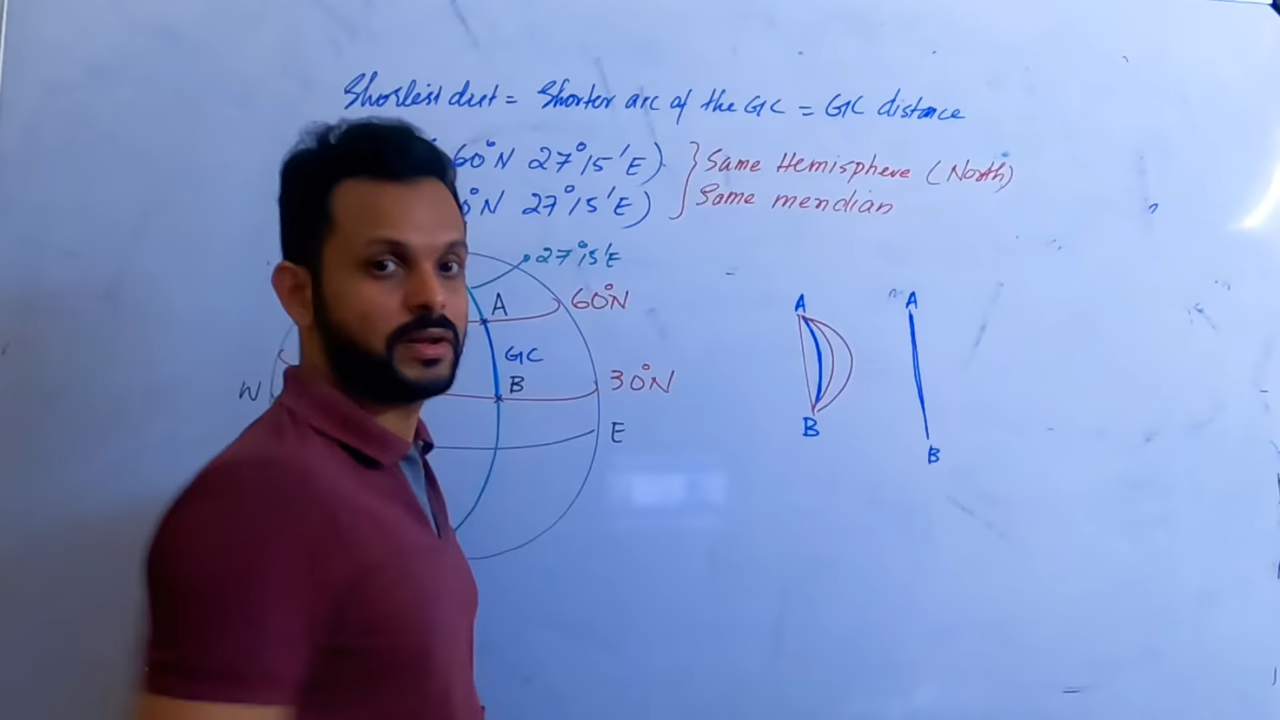 Shortest dist = Shorter arc of the GC = GC distance
60°N 27°15'E) } Same Hemisphere (North)
0°N 27°15'E) Same meridian
27°15'E
A 60°N
GC
B 30°N
W
E
A
B
A
B